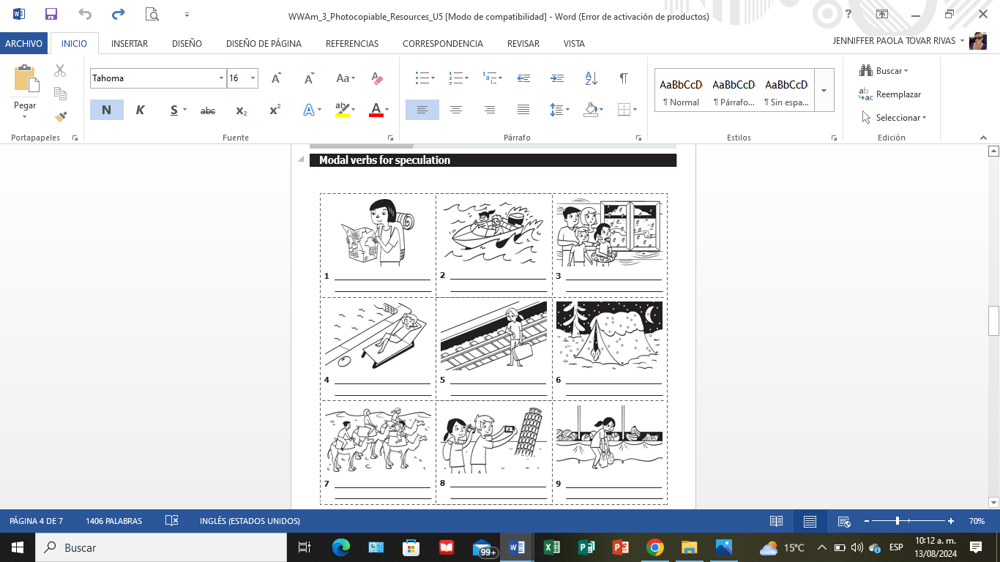 WWAm_3_Photocopiable_Resources_U5 [Modo de compatibilidad] - Word (Error de activación de productos)
?
ARCHIVO INICIO INSERTAR DISEÑO DISEÑO DE PÁGINA REFERENCIAS CORRESPONDENCIA REVISAR VISTA JENNIFFER PAOLA TOVAR RIVAS
Pegar
Portapapeles
Tahoma 16 A A Aa
N K S abc x₂ x² A ab A
Fuente
Párrafo
AaBbCcD AaBbCcD AaBbCcD
¶ Normal ¶ Párrafo... ¶ Sin espa...
Estilos
Buscar
Reemplazar
Seleccionar
Edición
Modal verbs for speculation
1 2 3
4 5 6
7 8 9
PÁGINA 4 DE 7 1406 PALABRAS INGLÉS (ESTADOS UNIDOS) 70%
Buscar 99+ 15°C ESP 10:12 a. m.
13/08/2024